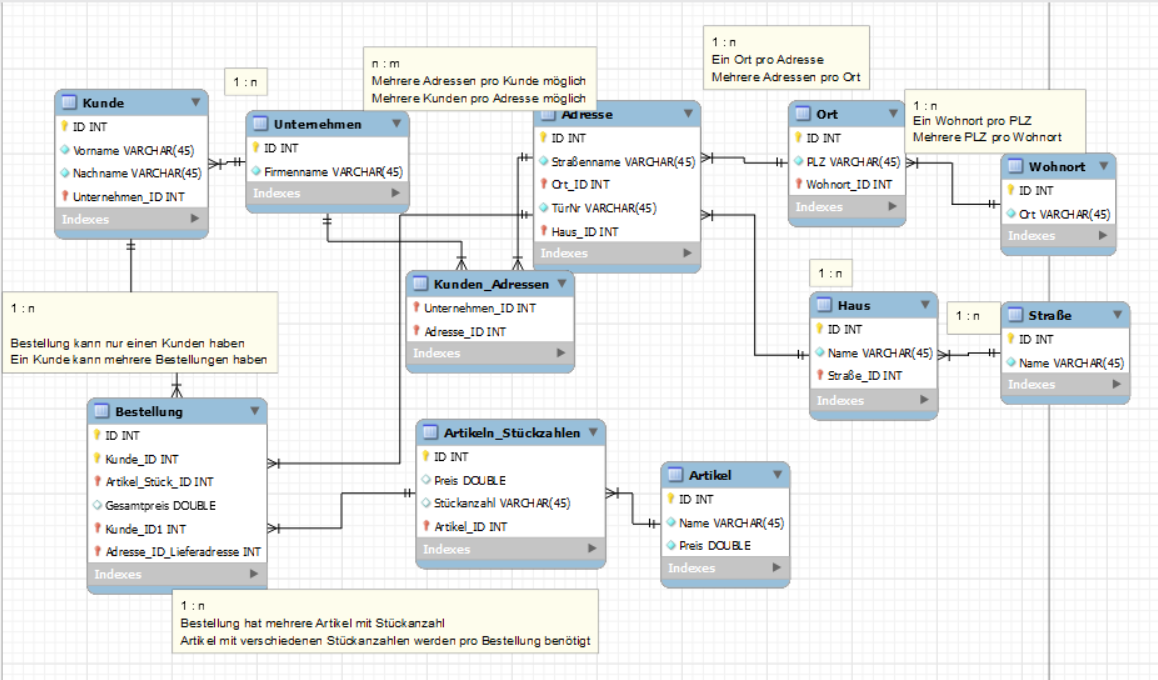 1 : n
Ein Ort pro Adresse
Mehrere Adressen pro Ort
n : m
Mehrere Adressen pro Kunde möglich
Mehrere Kunden pro Adresse möglich
1 : n
Kunde
ID INT
Vorname VARCHAR(45)
Nachname VARCHAR(45)
Unternehmen_ID INT
Indexes
Unternehmen
ID INT
Firmenname VARCHAR(45)
Indexes
Adresse
ID INT
Straßenname VARCHAR(45)
Ort_ID INT
TürNr VARCHAR(45)
Haus_ID INT
Indexes
Ort
ID INT
PLZ VARCHAR(45)
Wohnort_ID INT
Indexes
1 : n
Ein Wohnort pro PLZ
Mehrere PLZ pro Wohnort
Wohnort
ID INT
Ort VARCHAR(45)
Indexes
Kunden_Adressen
Unternehmen_ID INT
Adresse_ID INT
Indexes
1 : n
Haus
ID INT
Name VARCHAR(45)
Straße_ID INT
Indexes
1 : n
Straße
ID INT
Name VARCHAR(45)
Indexes
1 : n
Bestellung kann nur einen Kunden haben
Ein Kunde kann mehrere Bestellungen haben
Bestellung
ID INT
Kunde_ID INT
Artikel_Stück_ID INT
Gesamtpreis DOUBLE
Kunde_ID1 INT
Adresse_ID_Lieferadresse INT
Indexes
Artikeln_Stückzahlen
ID INT
Preis DOUBLE
Stückanzahl VARCHAR(45)
Artikel_ID INT
Indexes
Artikel
ID INT
Name VARCHAR(45)
Preis DOUBLE
Indexes
1 : n
Bestellung hat mehrere Artikel mit Stückanzahl
Artikel mit verschiedenen Stückanzahlen werden pro Bestellung benötigt